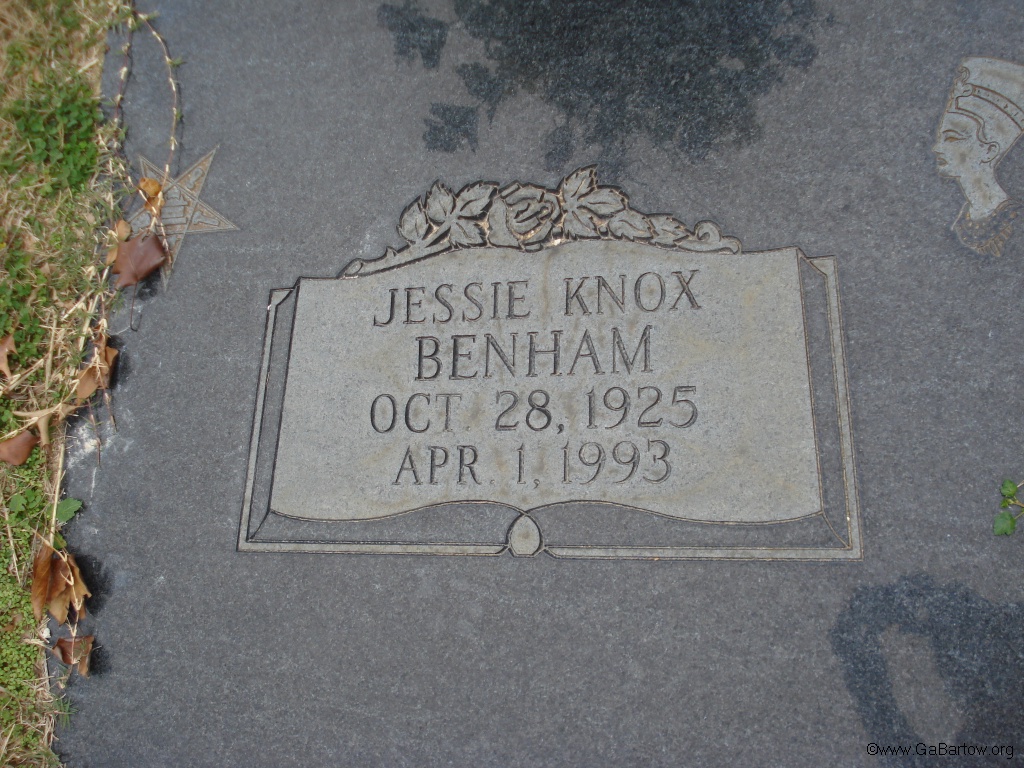 JESSIE KNOX
BENHAM
OCT. 28, 1925
APR. 1, 1993
©www.GaBartow.org